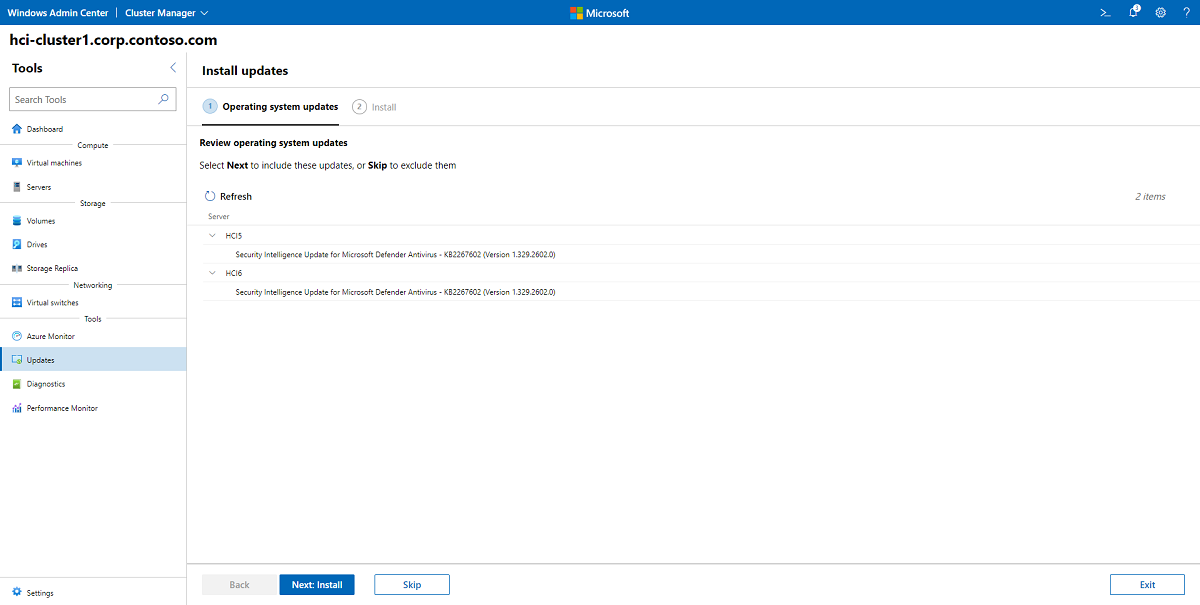 Windows Admin Center | Cluster Manager
Microsoft
2
?
hci-cluster1.corp.contoso.com
Tools
Search Tools
Dashboard
Compute
Virtual machines
Servers
Storage
Volumes
Drives
Storage Replica
Networking
Virtual switches
Tools
Azure Monitor
Updates
Diagnostics
Performance Monitor
Settings
Install updates
1 Operating system updates
2 Install
Review operating system updates
Select Next to include these updates, or Skip to exclude them
Refresh
2 items
Server
HCI5
Security Intelligence Update for Microsoft Defender Antivirus - KB2267602 (Version 1.329.2602.0)
HCI6
Security Intelligence Update for Microsoft Defender Antivirus - KB2267602 (Version 1.329.2602.0)
Back
Next: Install
Skip
Exit